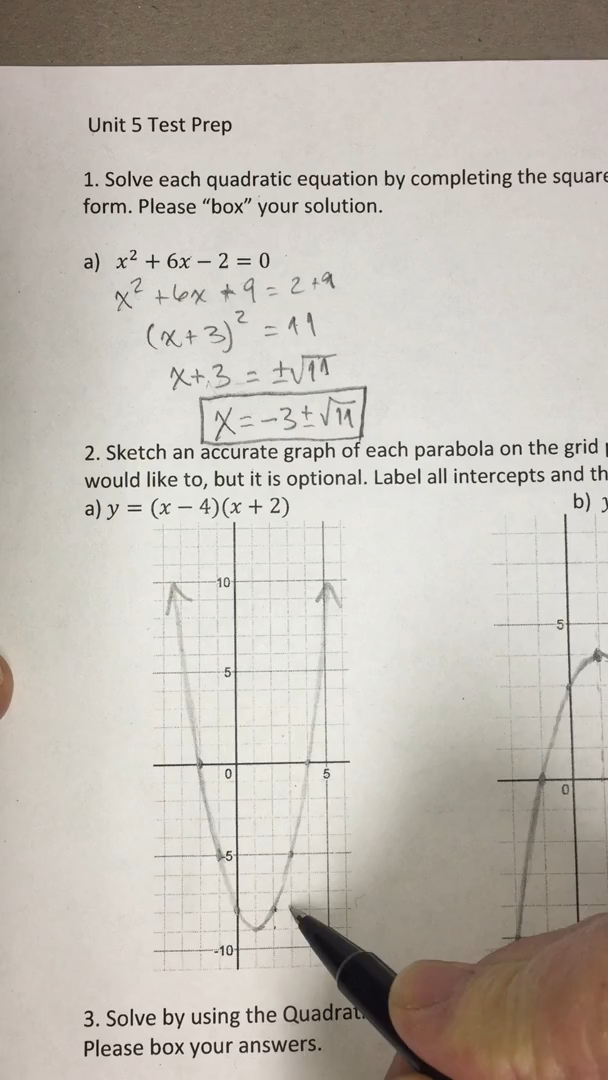 Unit 5 Test Prep
1. Solve each quadratic equation by completing the square
form. Please “box” your solution.
a) x² + 6x − 2 = 0
x² + 6x + 9 = 2 + 9
(x + 3)² = 11
x + 3 = ±√11
x = −3 ± √11
2. Sketch an accurate graph of each parabola on the grid
would like to, but it is optional. Label all intercepts and th
a) y = (x − 4)(x + 2)
b) y
10
5
0
5
-5
-10
5
0
3. Solve by using the Quadrat
Please box your answers.